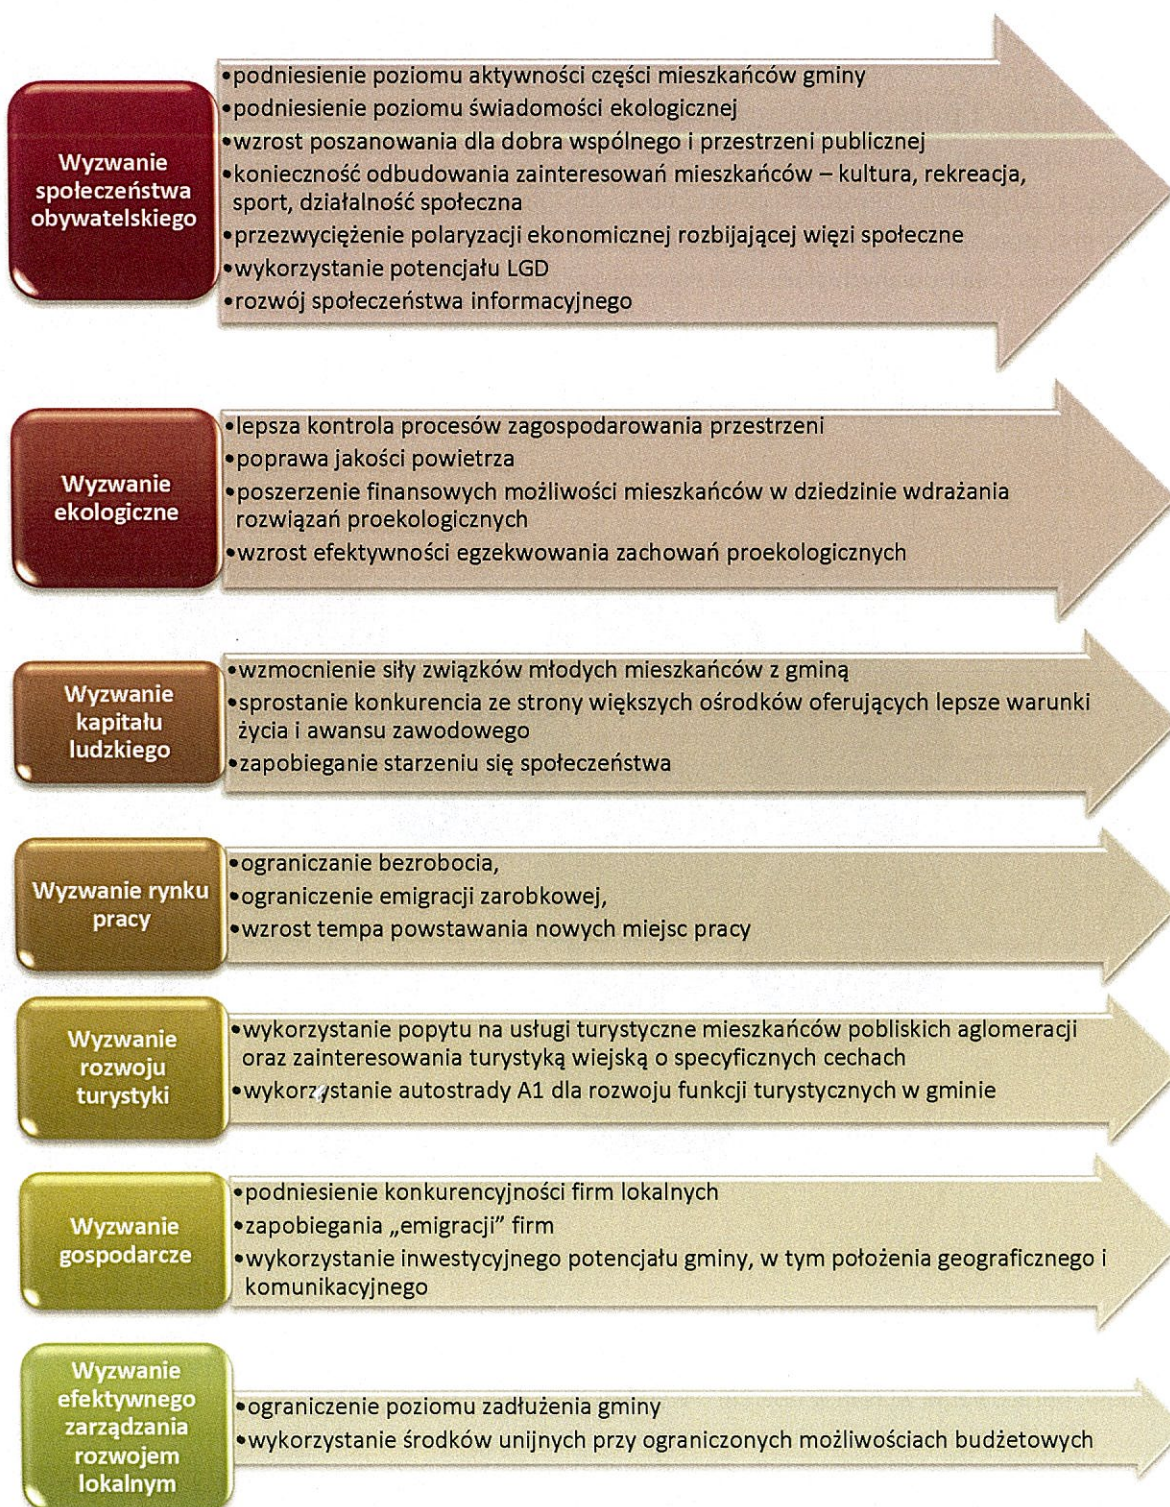 Wyzwanie
społeczeństwa
obywatelskiego
•podniesienie poziomu aktywności części mieszkańców gminy
•podniesienie poziomu świadomości ekologicznej
•wzrost poszanowania dla dobra wspólnego i przestrzeni publicznej
•konieczność odbudowania zainteresowań mieszkańców – kultura, rekreacja,
sport, działalność społeczna
•przezwyciężenie polaryzacji ekonomicznej rozbijającej więzi społeczne
•wykorzystanie potencjału LGD
•rozwój społeczeństwa informacyjnego
Wyzwanie
ekologiczne
•lepsza kontrola procesów zagospodarowania przestrzeni
•poprawa jakości powietrza
•poszerzenie finansowych możliwości mieszkańców w dziedzinie wdrażania
rozwiązań proekologicznych
•wzrost efektywności egzekwowania zachowań proekologicznych
Wyzwanie
kapitału
ludzkiego
•wzmocnienie siły związków młodych mieszkańców z gminą
•sprostanie konkurencia ze strony większych ośrodków oferujących lepsze warunki
życia i awansu zawodowego
•zapobieganie starzeniu się społeczeństwa
Wyzwanie rynku
pracy
•ograniczanie bezrobocia,
•ograniczenie emigracji zarobkowej,
•wzrost tempa powstawania nowych miejsc pracy
Wyzwanie
rozwoju
turystyki
•wykorzystanie popytu na usługi turystyczne mieszkańców pobliskich aglomeracji
oraz zainteresowania turystyką wiejską o specyficznych cechach
•wykorzystanie autostrady A1 dla rozwoju funkcji turystycznych w gminie
Wyzwanie
gospodarcze
•podniesienie konkurencyjności firm lokalnych
•zapobiegania „emigracji” firm
•wykorzystanie inwestycyjnego potencjału gminy, w tym położenia geograficznego i
komunikacyjnego
Wyzwanie
efektywnego
zarządzania
rozwojem
lokalnym
•ograniczenie poziomu zadłużenia gminy
•wykorzystanie środków unijnych przy ograniczonych możliwościach budżetowych